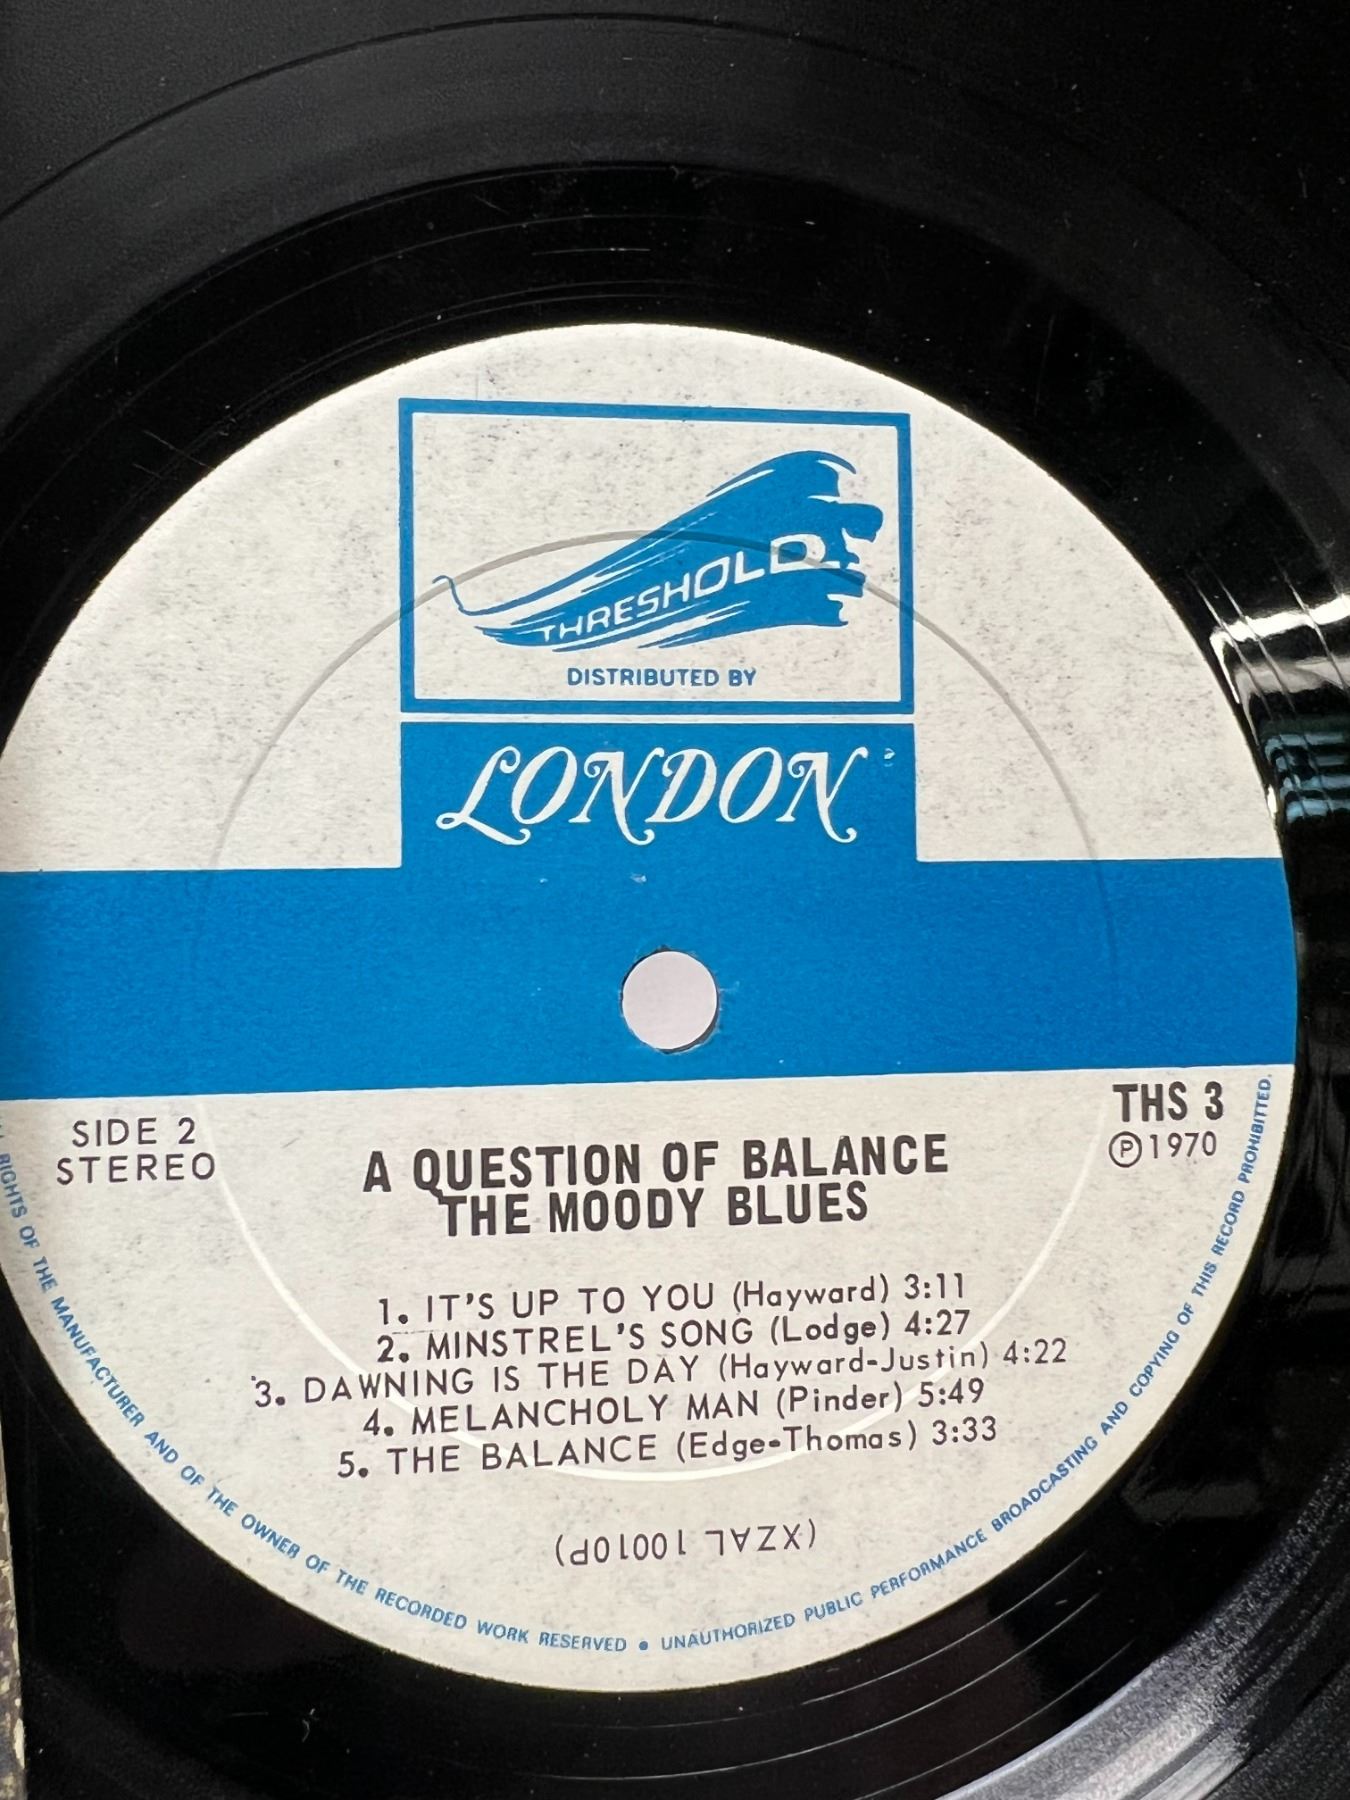 THRESHOLD
DISTRIBUTED BY
LONDON
SIDE 2
STEREO
THS 3
Ⓟ1970
A QUESTION OF BALANCE
THE MOODY BLUES
1. IT'S UP TO YOU (Hayward) 3:11
2. MINSTREL'S SONG (Lodge) 4:27
3. DAWNING IS THE DAY (Hayward-Justin) 4:22
4. MELANCHOLY MAN (Pinder) 5:49
5. THE BALANCE (Edge-Thomas) 3:33
(XZAL 10010P)
RIGHTS OF THE MANUFACTURER AND OF THE OWNER OF THE RECORDED WORK RESERVED • UNAUTHORIZED PUBLIC PERFORMANCE BROADCASTING AND COPYING OF THIS RECORD PROHIBITED.